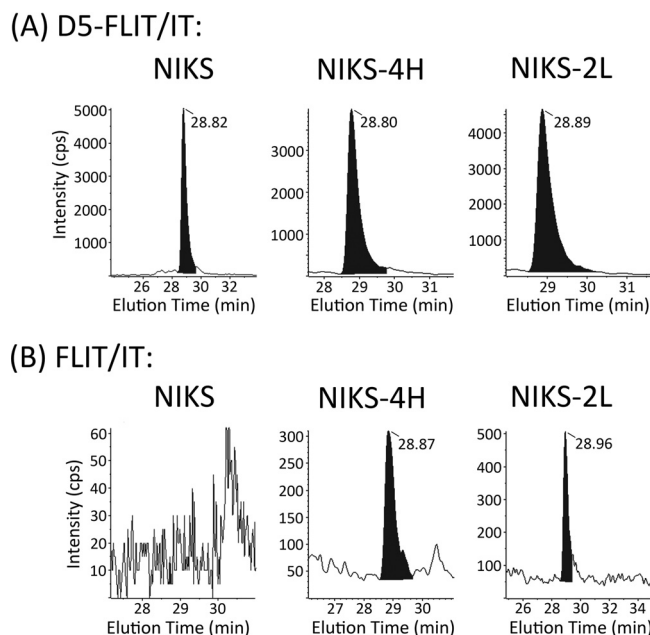 (A) D5-FLIT/IT:
NIKS NIKS-4H NIKS-2L
Intensity (cps)
5000
4000
3000
2000
1000
28.82
26 28 30 32
Elution Time (min)
3000
2000
1000
28.80
28 29 30 31
Elution Time (min)
4000
3000
2000
1000
28.89
29 30 31
Elution Time (min)
(B) FLIT/IT:
NIKS NIKS-4H NIKS-2L
Intensity (cps)
60
50
40
30
20
10
28 29 30
Elution Time (min)
300
250
200
150
100
50
28.87
27 28 29 30
Elution Time (min)
500
400
300
200
100
28.96
26 28 30 32 34
Elution Time (min)